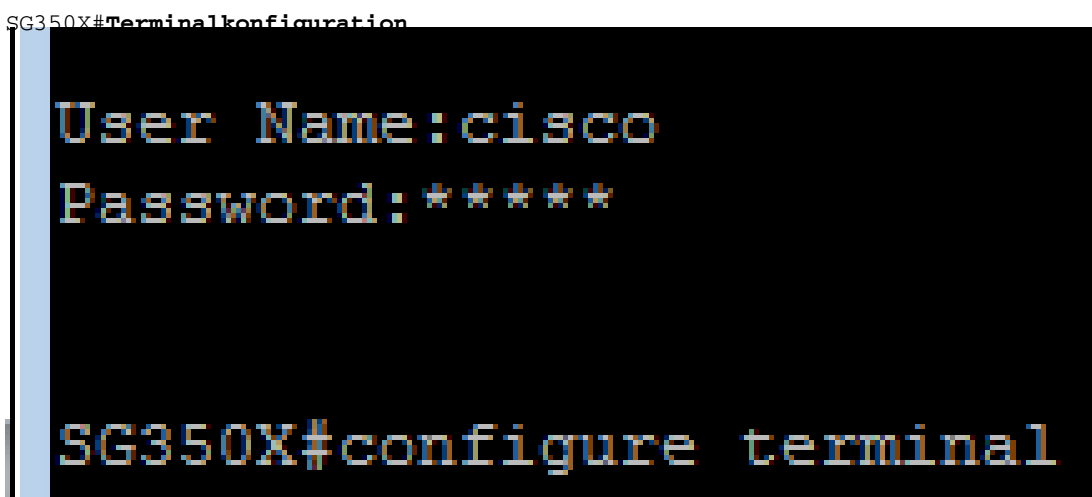 SG350X#Terminalkonfiguration
User Name:cisco
Password:*****
SG350X#configure terminal